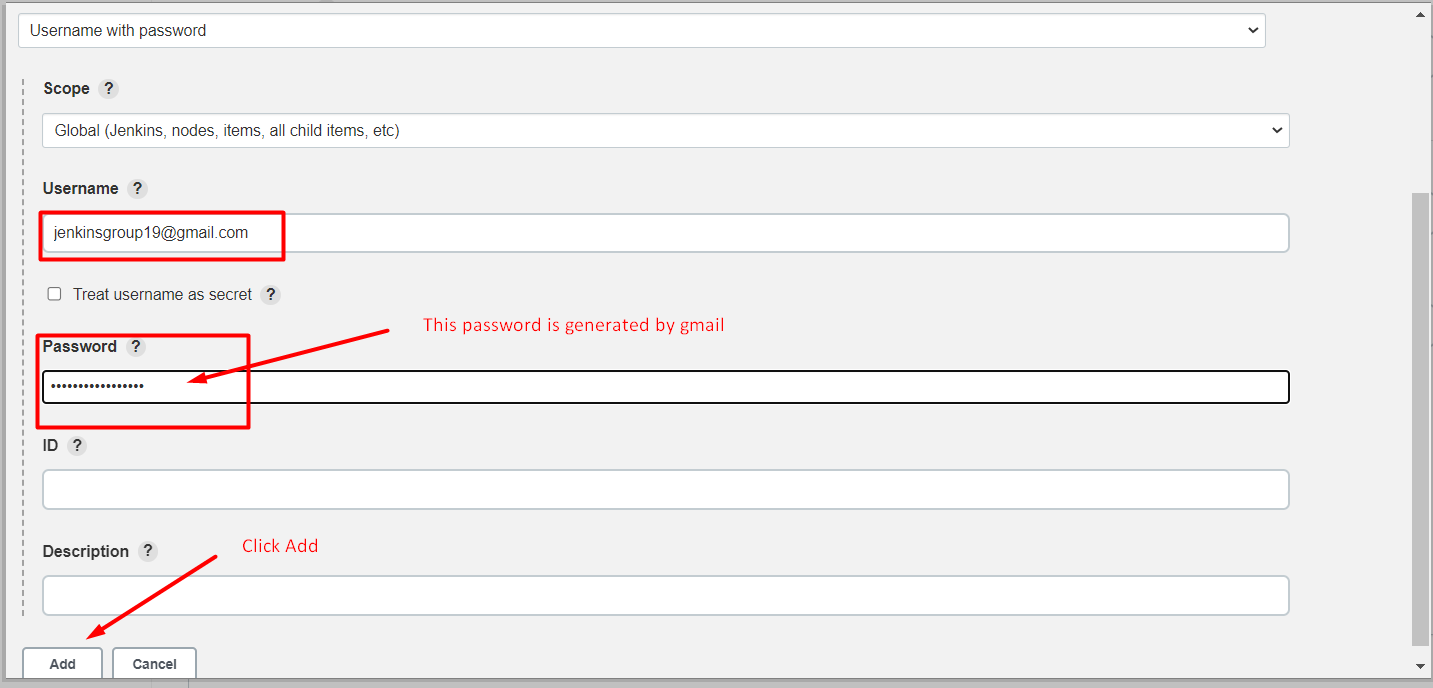 Username with password
Scope ?
Global (Jenkins, nodes, items, all child items, etc)
Username ?
jenkinsgroup19@gmail.com
Treat username as secret ?
This password is generated by gmail
Password ?
•••••••••••••••••
ID ?
Description ?
Click Add
Add Cancel